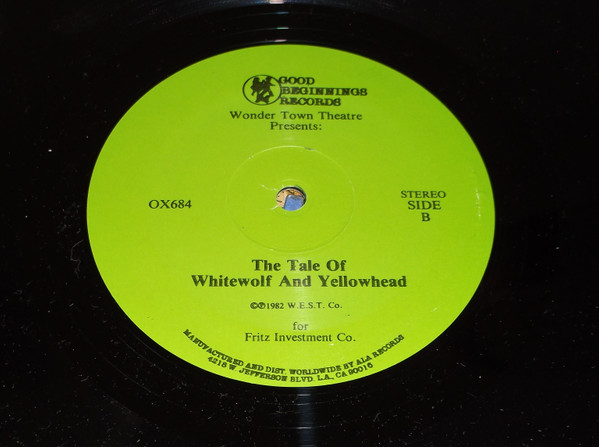 GOOD
BEGINNINGS
RECORDS
Wonder Town Theatre
Presents:
OX684
STEREO
SIDE
B
The Tale Of
Whitewolf And Yellowhead
©℗1982 W.E.S.T. Co.
for
Fritz Investment Co.
MANUFACTURED AND DIST. WORLDWIDE BY ALA RECORDS
4216 W. JEFFERSON BLVD. L.A., CA 90016